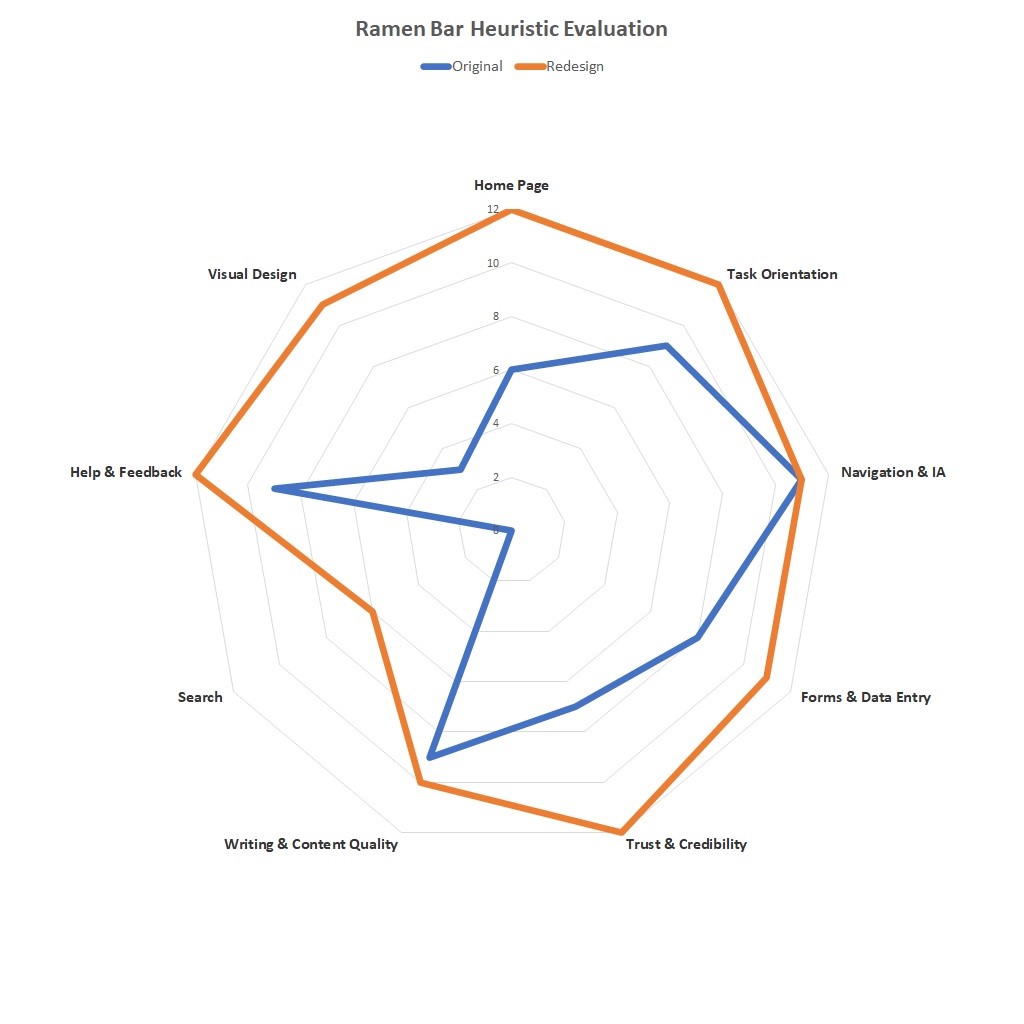 Ramen Bar Heuristic Evaluation
Original Redesign
Home Page
12
Visual Design
Task Orientation
10
8
6
4
Help & Feedback
Navigation & IA
2
0
Search
Forms & Data Entry
Writing & Content Quality
Trust & Credibility